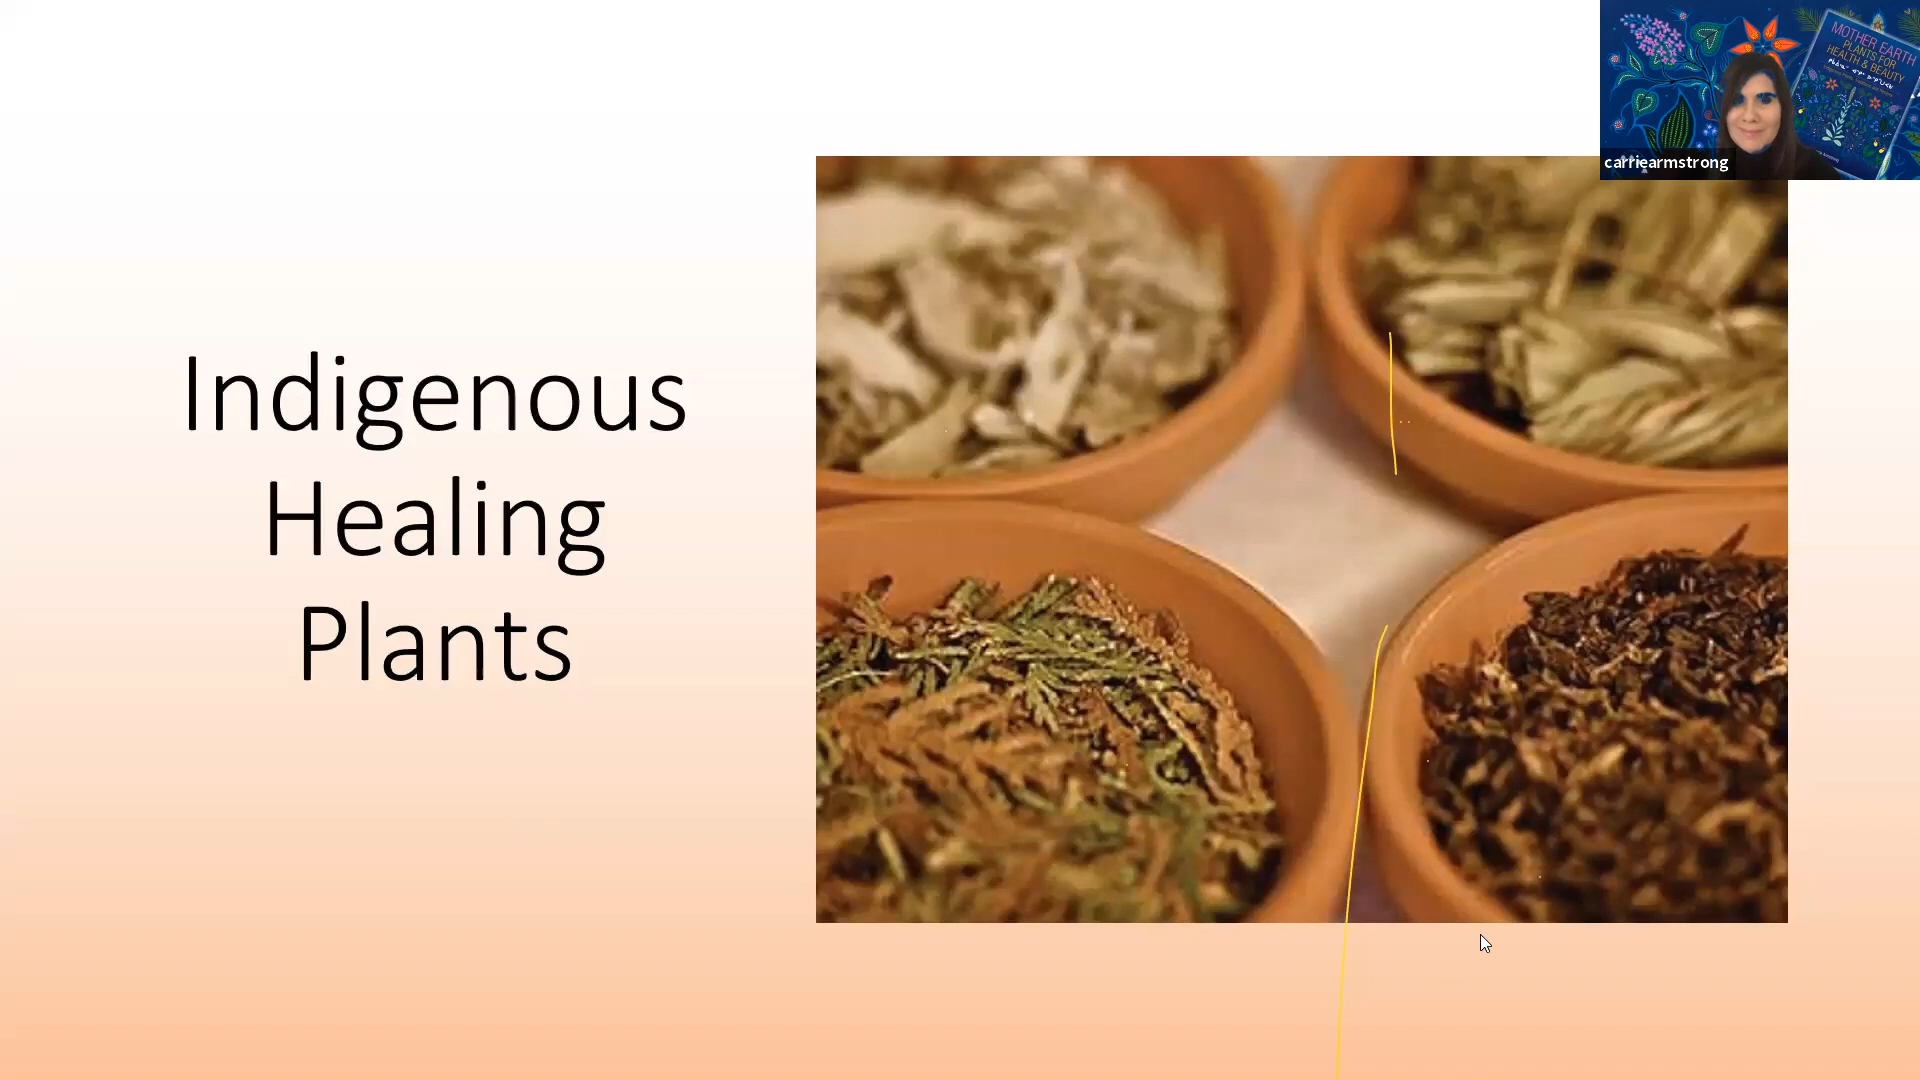 Indigenous
Healing
Plants
MOTHER EARTH
PLANTS FOR
HEALTH & BEAUTY
carriearmstrong